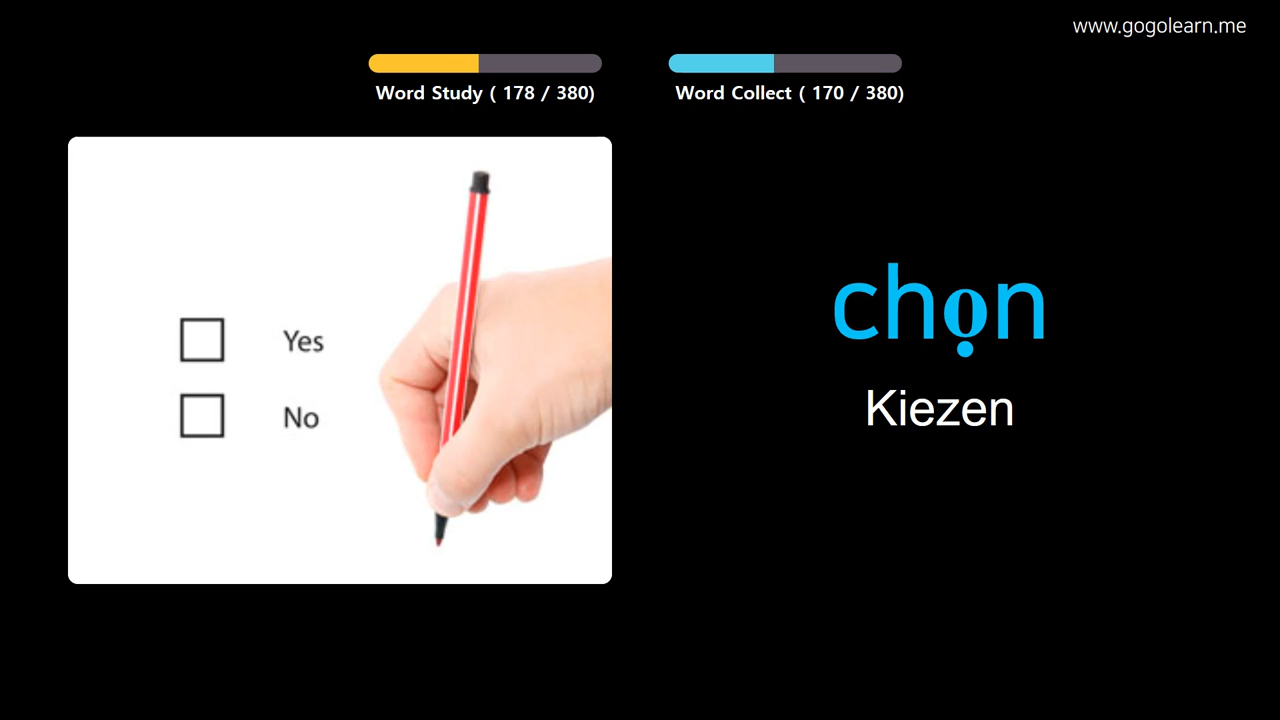 www.gogolearn.me
Word Study ( 178 / 380)
Word Collect ( 170 / 380)
Yes
No
chọn
Kiezen